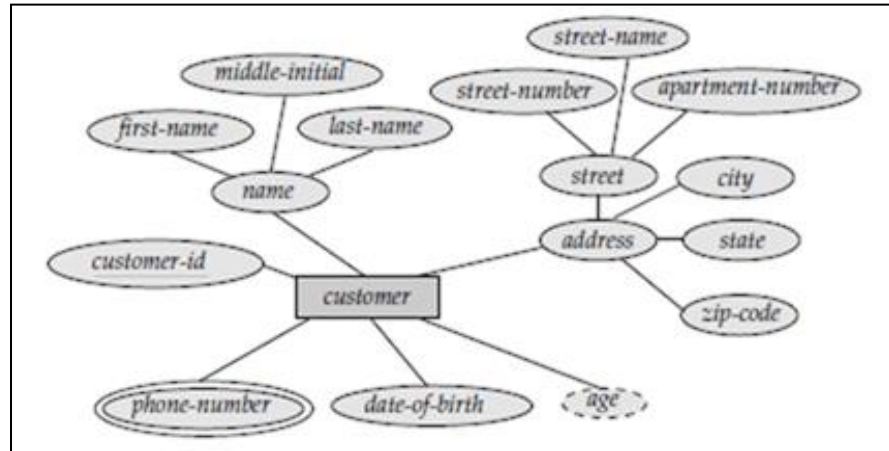 street-name
middle-initial
street-number
apartment-number
first-name
last-name
name
street
city
address
state
customer-id
customer
zip-code
phone-number
date-of-birth
age